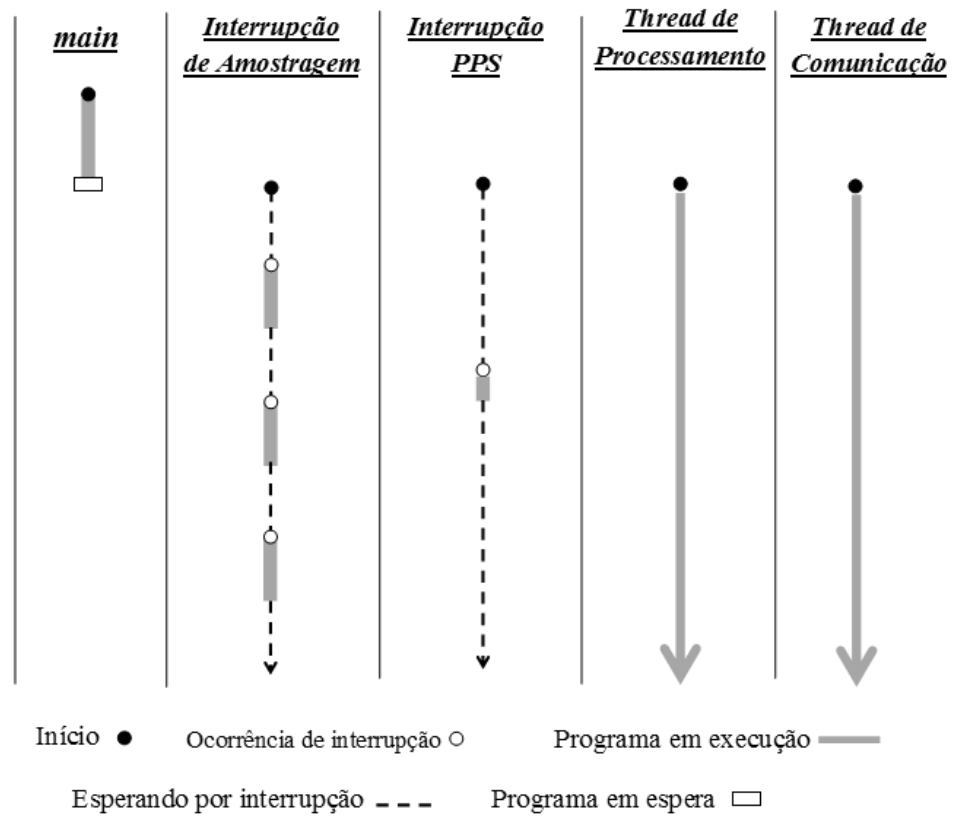 main
Interrupção
de Amostragem
Interrupção
PPS
Thread de
Processamento
Thread de
Comunicação
Início
Ocorrência de interrupção
Programa em execução
Esperando por interrupção
Programa em espera